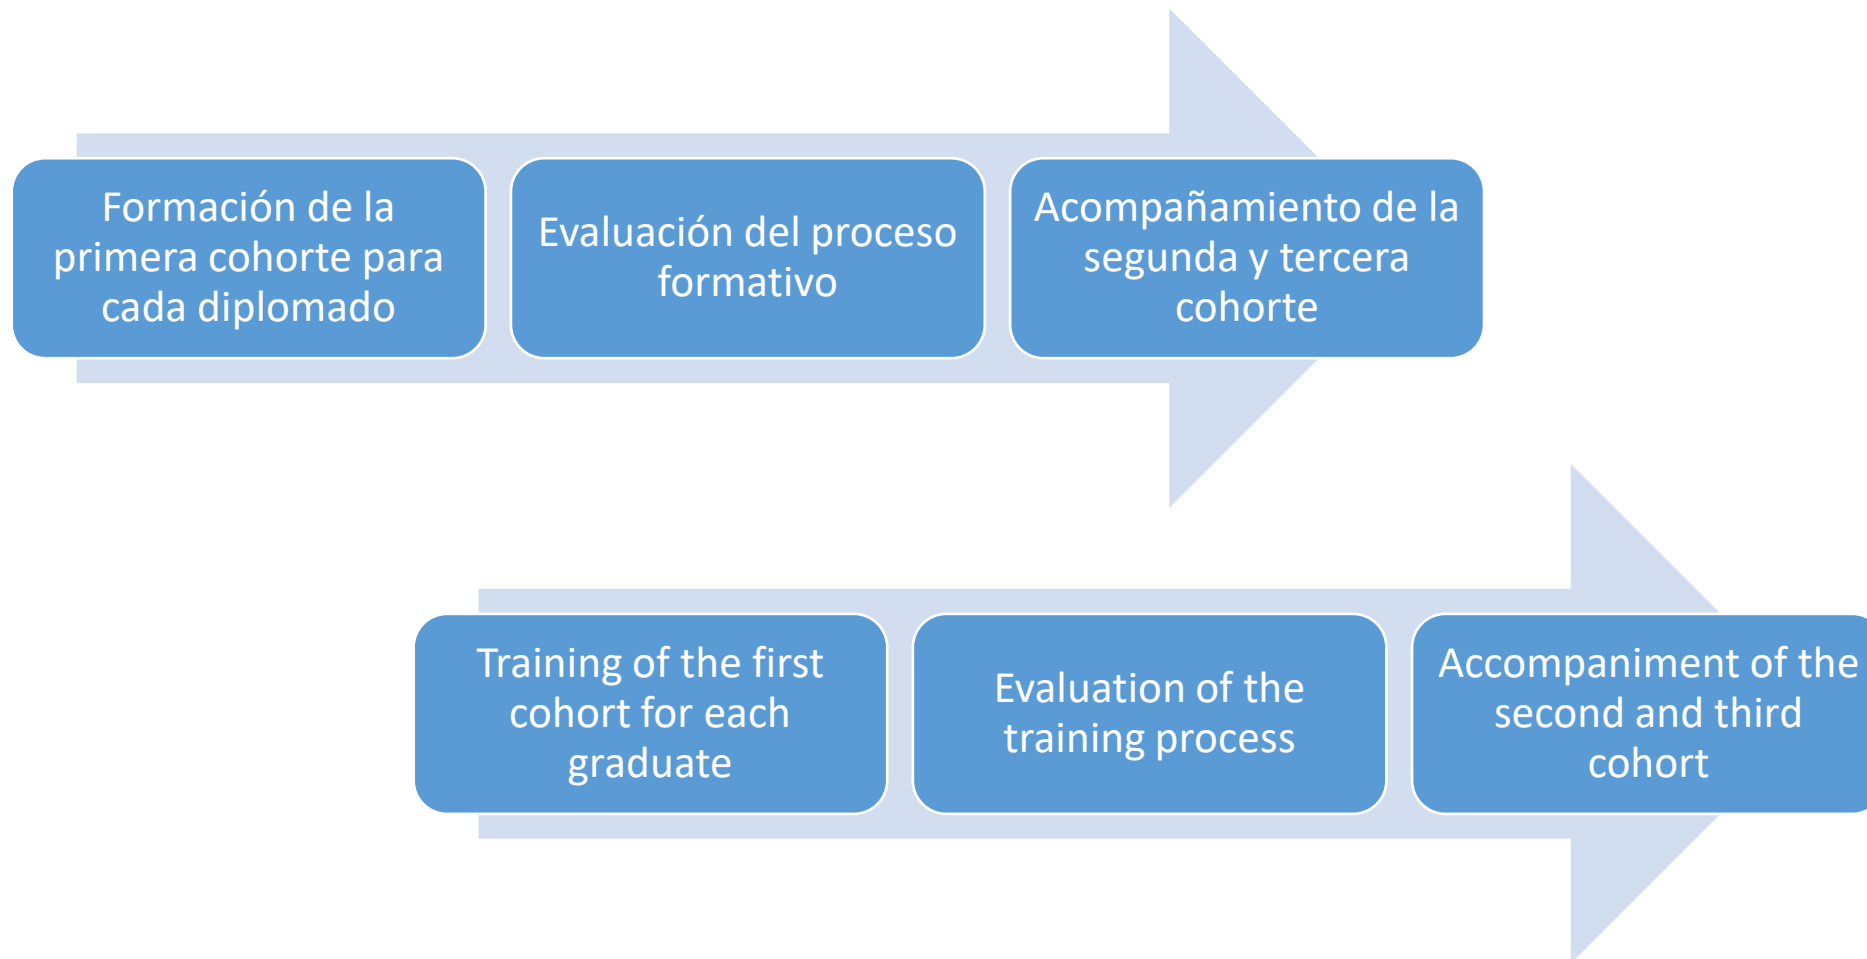 Formación de la
primera cohorte para
cada diplomado
Evaluación del proceso
formativo
Acompañamiento de la
segunda y tercera
cohorte
Training of the first
cohort for each
graduate
Evaluation of the
training process
Accompaniment of the
second and third
cohort